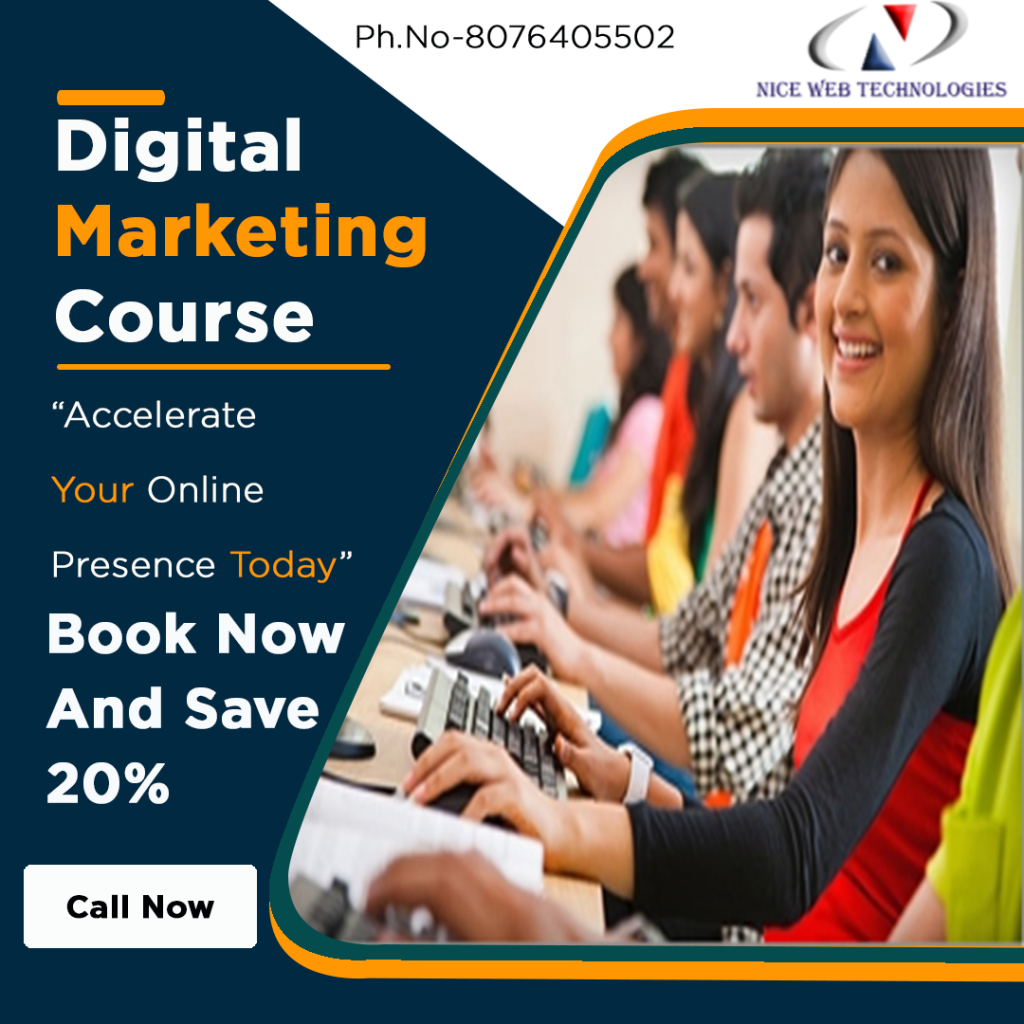 Ph.No-8076405502
NICE WEB TECHNOLOGIES
Digital
Marketing
Course
“Accelerate
Your Online
Presence Today”
Book Now
And Save
20%
Call Now